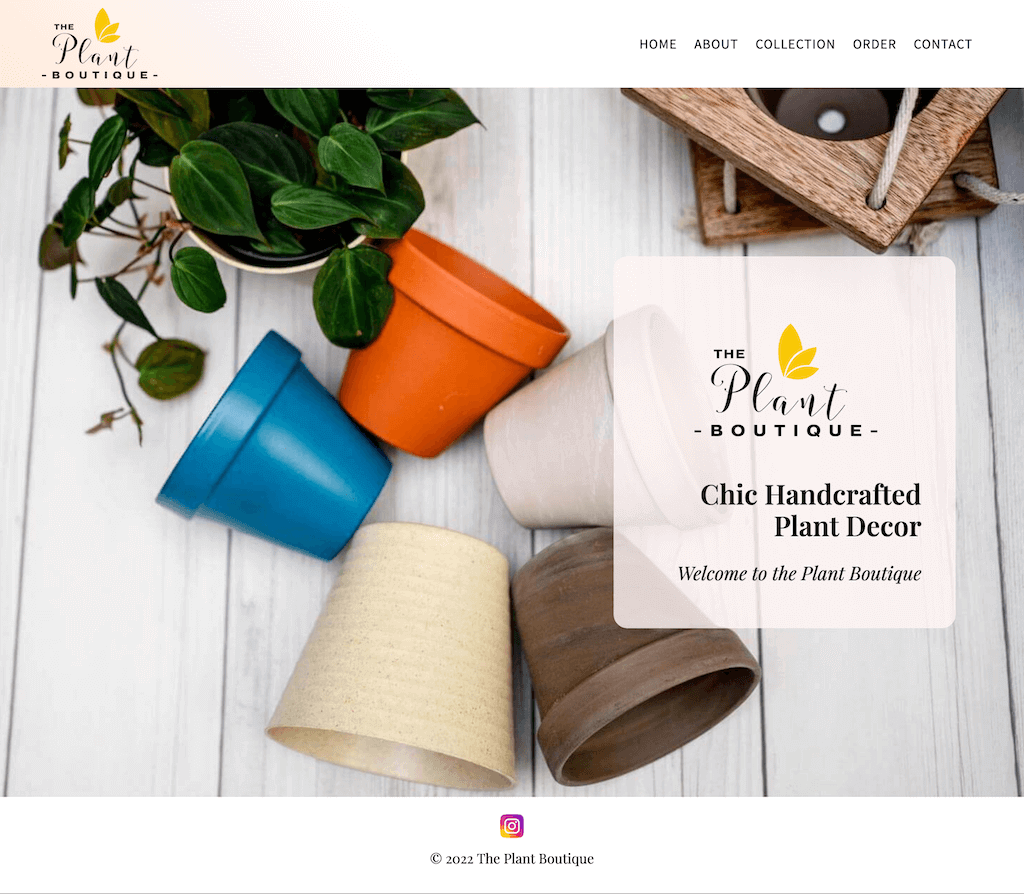 THE
Plant
-BOUTIQUE-
HOME ABOUT COLLECTION ORDER CONTACT
THE
Plant
-BOUTIQUE-
Chic Handcrafted
Plant Decor
Welcome to the Plant Boutique
© 2022 The Plant Boutique